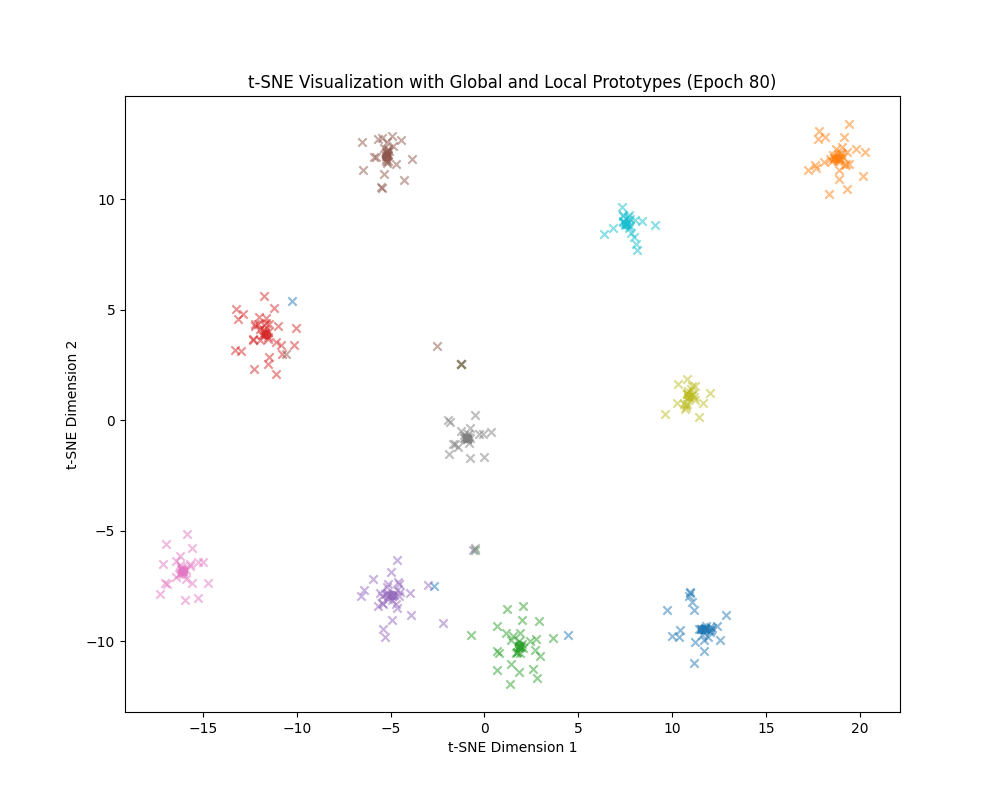 t-SNE Visualization with Global and Local Prototypes (Epoch 80)
10
5
0
−5
−10
t-SNE Dimension 2
−15 −10 −5 0 5 10 15 20
t-SNE Dimension 1